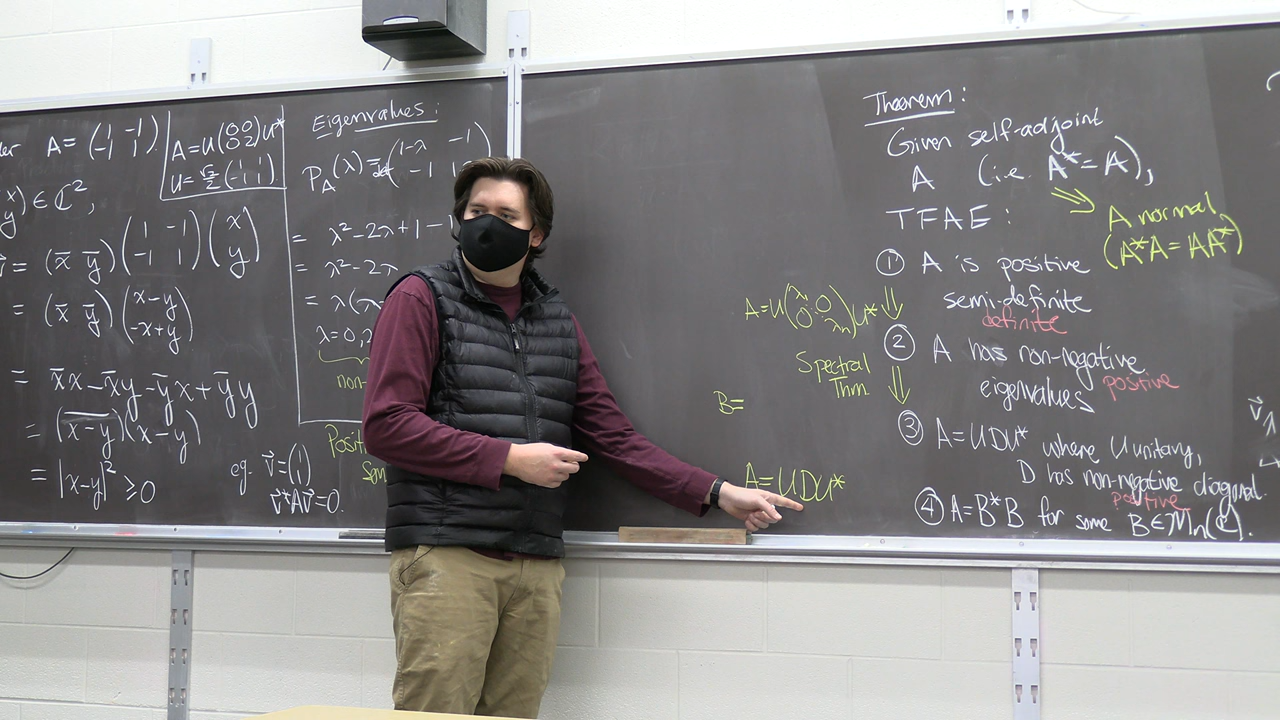 A = (1 -1 -1 1)
A = U(0 0 0 2)U*
U = √2/2 (1 1 -1 1)
(x y) ∈ ℂ²,
v = (x̄ ȳ)(1 -1 -1 1)(x y)
= (x̄ ȳ)(x-y -x+y)
= x̄x - x̄y - ȳx + ȳy
= (x-y)‾(x-y)
= |x-y|² ≥ 0
eg. v⃗ = (1 1)
v⃗*Av⃗ = 0.
Eigenvalues:
P_A(λ) = det(1-λ -1 -1 1
= λ²-2λ+1-1
= λ²-2λ
= λ(
λ = 0, 2
non-
Posit
Theorem:
Given self-adjoint
A (i.e. A* = A),
TFAE:
⇒ A normal
(A*A = AA*)
① A is positive
semi-definite
definite
A = U(λ₁ 0 0 λn)U* ⇓
② A has non-negative
eigenvalues positive
Spectral
Thm. ⇓
B =
③ A = UDU* where U unitary,
D has non-negative diagonal.
positive
A = UDU*
④ A = B*B for some B ∈ Mn(ℂ).